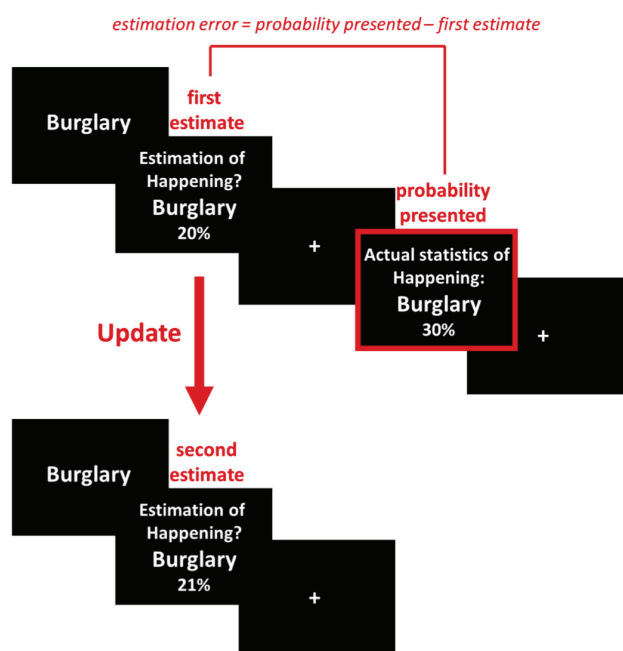 estimation error = probability presented – first estimate
Burglary
first
estimate
Estimation of
Happening?
Burglary
20%
+
probability
presented
Actual statistics of
Happening:
Burglary
30%
+
Update
Burglary
second
estimate
Estimation of
Happening?
Burglary
21%
+